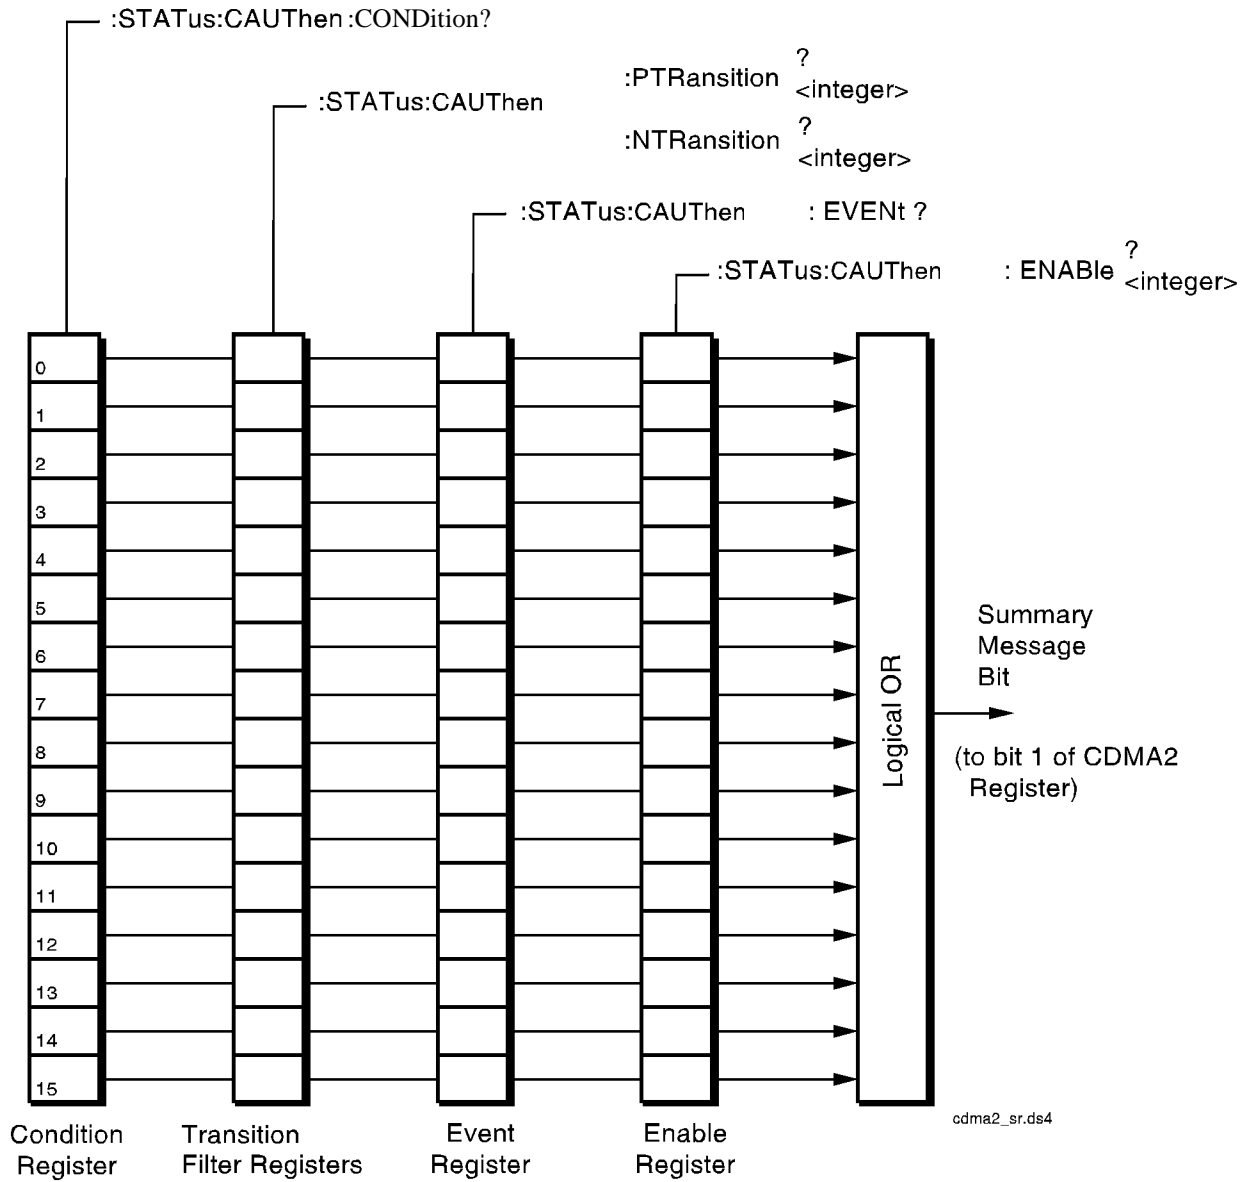 :STATus:CAUThen :CONDition?
:STATus:CAUThen
:PTRansition
?
<integer>
:NTRansition
?
<integer>
:STATus:CAUThen : EVENt ?
:STATus:CAUThen : ENABle
?
<integer>
0
1
2
3
4
5
6
7
8
9
10
11
12
13
14
15
Logical OR
Summary
Message
Bit
(to bit 1 of CDMA2
Register)
cdma2_sr.ds4
Condition
Register
Transition
Filter Registers
Event
Register
Enable
Register